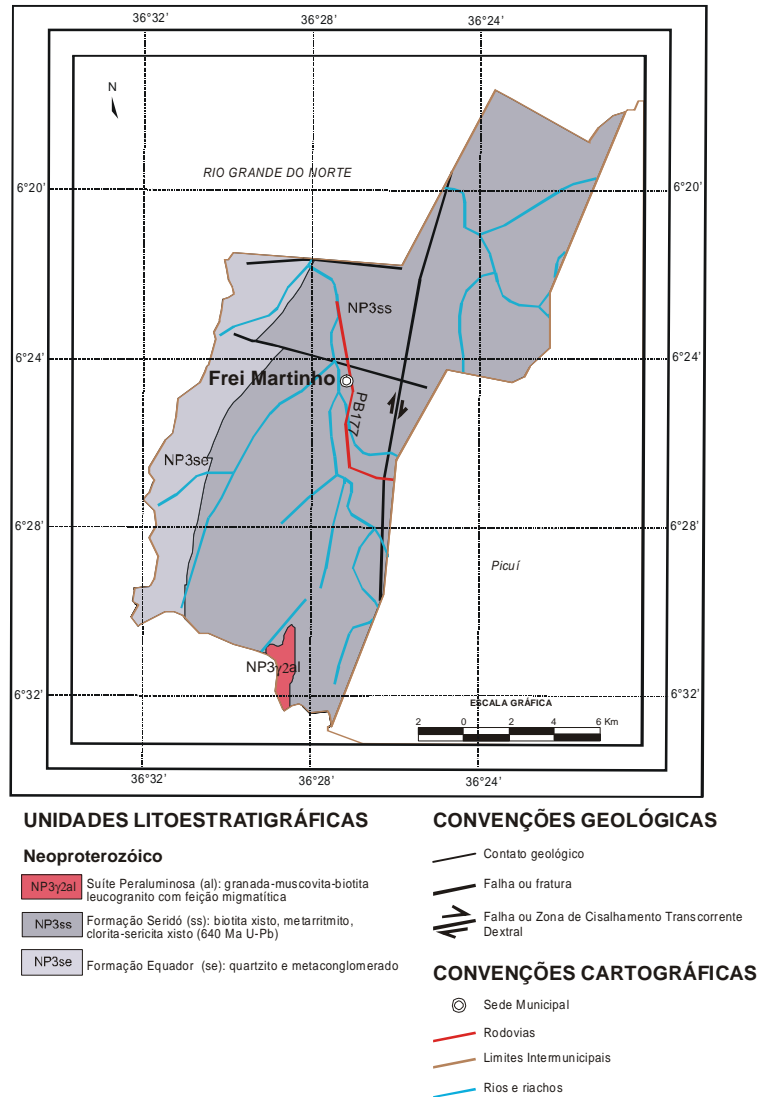 36°32'
36°28'
36°24'
N
RIO GRANDE DO NORTE
6°20'
6°20'
NP3ss
6°24'
6°24'
Frei Martinho
PB177
NP3se
6°28'
6°28'
Picuí
NP3γ2al
6°32'
6°32'
ESCALA GRÁFICA
2 0 2 4 6 Km
36°32'
36°28'
36°24'
UNIDADES LITOESTRATIGRÁFICAS
Neoproterozóico
NP3γ2al
Suíte Peraluminosa (al): granada-muscovita-biotita
leucogranito com feição migmatítica
NP3ss
Formação Seridó (ss): biotita xisto, metarritmito,
clorita-sericita xisto (640 Ma U-Pb)
NP3se
Formação Equador (se): quartzito e metaconglomerado
CONVENÇÕES GEOLÓGICAS
Contato geológico
Falha ou fratura
Falha ou Zona de Cisalhamento Transcorrente
Dextral
CONVENÇÕES CARTOGRÁFICAS
Sede Municipal
Rodovias
Limites Intermunicipais
Rios e riachos